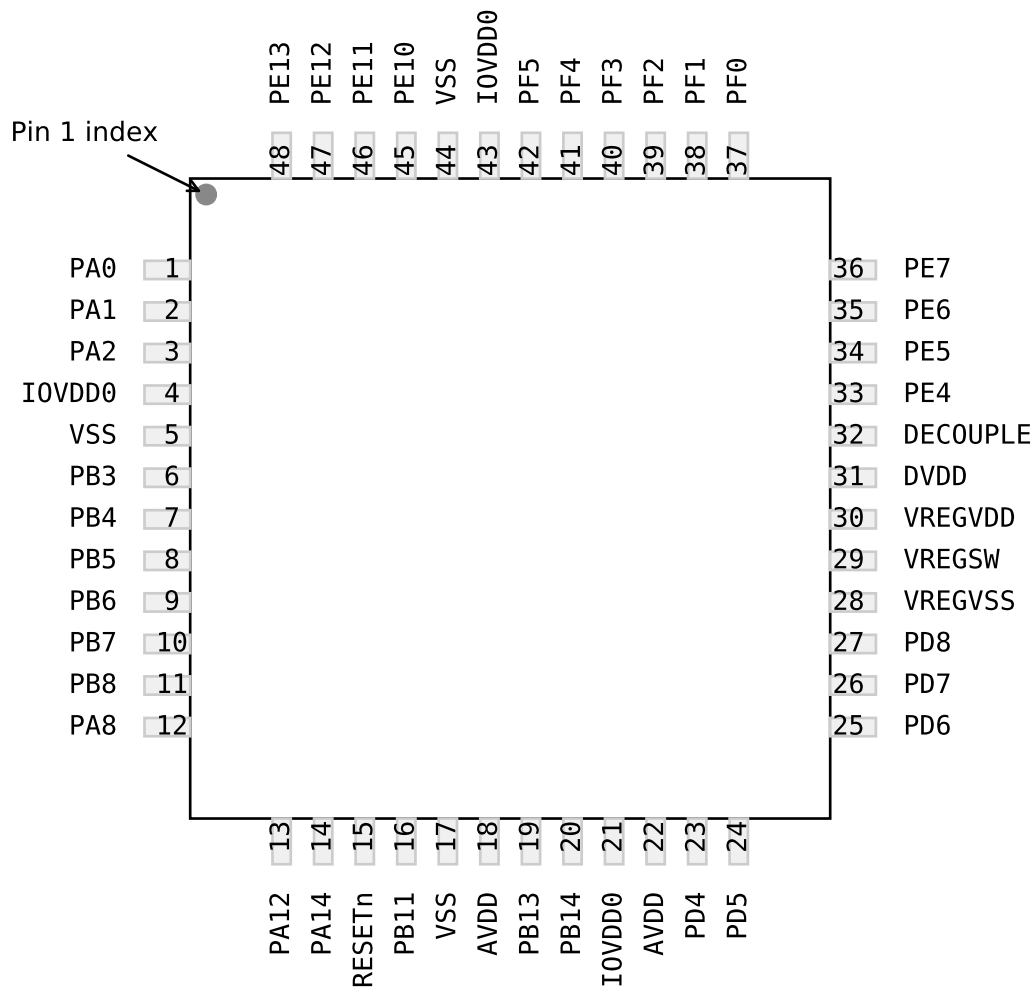 PE13 PE12 PE11 PE10 VSS IOVDD0 PF5 PF4 PF3 PF2 PF1 PF0
Pin 1 index
48 47 46 45 44 43 42 41 40 39 38 37
PA0 1 36 PE7
PA1 2 35 PE6
PA2 3 34 PE5
IOVDD0 4 33 PE4
VSS 5 32 DECOUPLE
PB3 6 31 DVDD
PB4 7 30 VREGVDD
PB5 8 29 VREGSW
PB6 9 28 VREGVSS
PB7 10 27 PD8
PB8 11 26 PD7
PA8 12 25 PD6
13 14 15 16 17 18 19 20 21 22 23 24
PA12 PA14 RESETn PB11 VSS AVDD PB13 PB14 IOVDD0 AVDD PD4 PD5